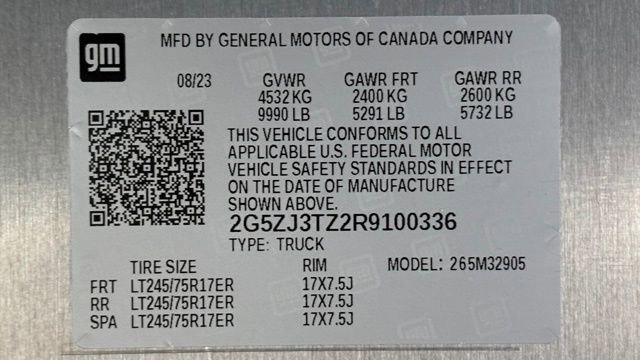 gm
MFD BY GENERAL MOTORS OF CANADA COMPANY
08/23 GVWR GAWR FRT GAWR RR
4532 KG 2400 KG 2600 KG
9990 LB 5291 LB 5732 LB
THIS VEHICLE CONFORMS TO ALL
APPLICABLE U.S. FEDERAL MOTOR
VEHICLE SAFETY STANDARDS IN EFFECT
ON THE DATE OF MANUFACTURE
SHOWN ABOVE.
2G5ZJ3TZ2R9100336
TYPE: TRUCK
TIRE SIZE RIM MODEL: 265M32905
FRT LT245/75R17ER 17X7.5J
RR LT245/75R17ER 17X7.5J
SPA LT245/75R17ER 17X7.5J